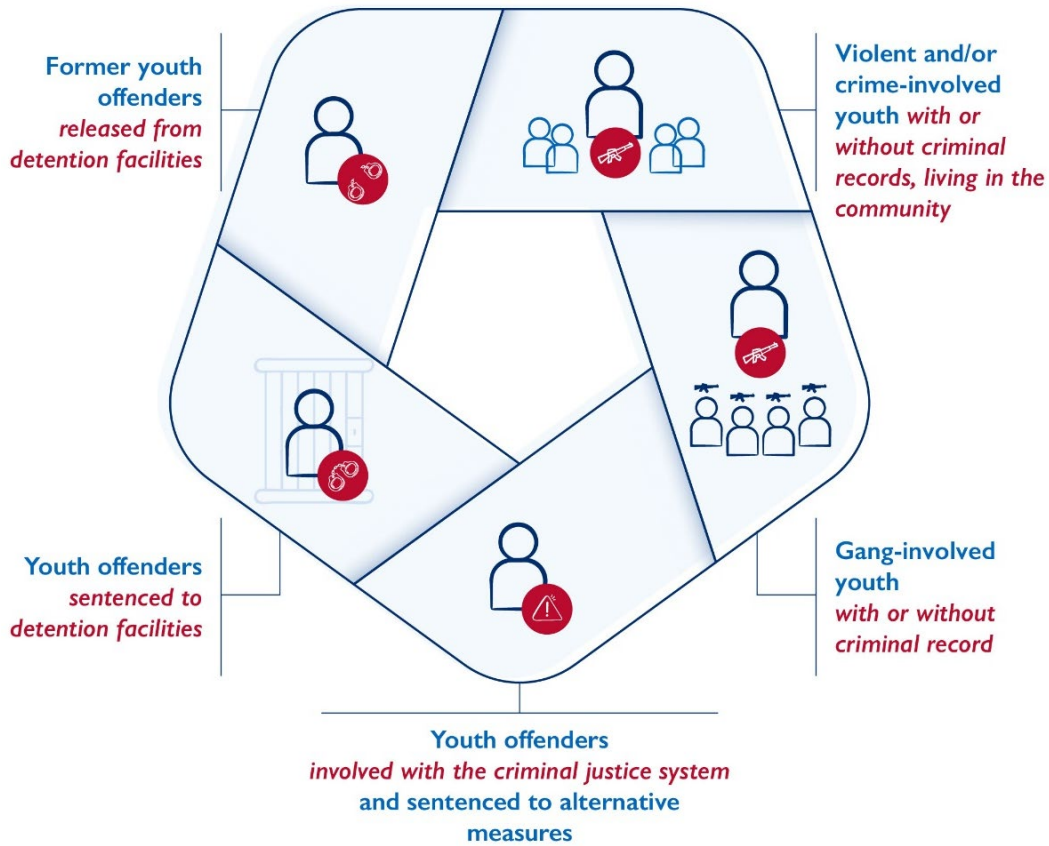 Former youth
offenders
released from
detention facilities
Violent and/or
crime-involved
youth with or
without criminal
records, living in the
community
Youth offenders
sentenced to
detention facilities
Gang-involved
youth
with or without
criminal record
Youth offenders
involved with the criminal justice system
and sentenced to alternative
measures